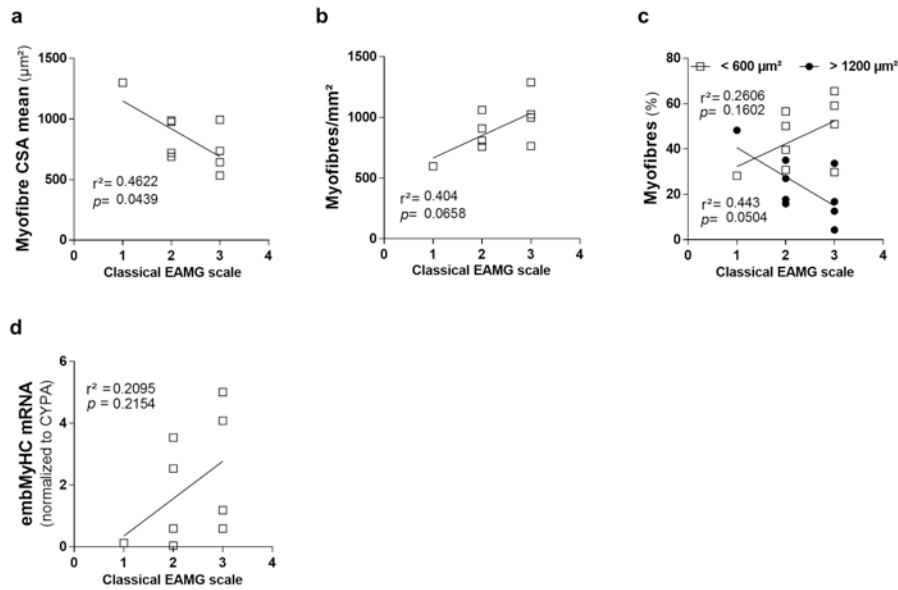 a
Myofibre CSA mean (µm²)
1500
1000
500
0
r²= 0.4622
p= 0.0439
0 1 2 3 4
Classical EAMG scale
b
Myofibres/mm²
1500
1000
500
0
r²= 0.404
p= 0.0658
0 1 2 3 4
Classical EAMG scale
c
Myofibres (%)
80
60
40
20
0
< 600 µm² > 1200 µm²
r²= 0.2606
p= 0.1602
r²= 0.443
p= 0.0504
0 1 2 3 4
Classical EAMG scale
d
embMyHC mRNA
(normalized to CYPA)
6
4
2
0
r² = 0.2095
p = 0.2154
0 1 2 3 4
Classical EAMG scale